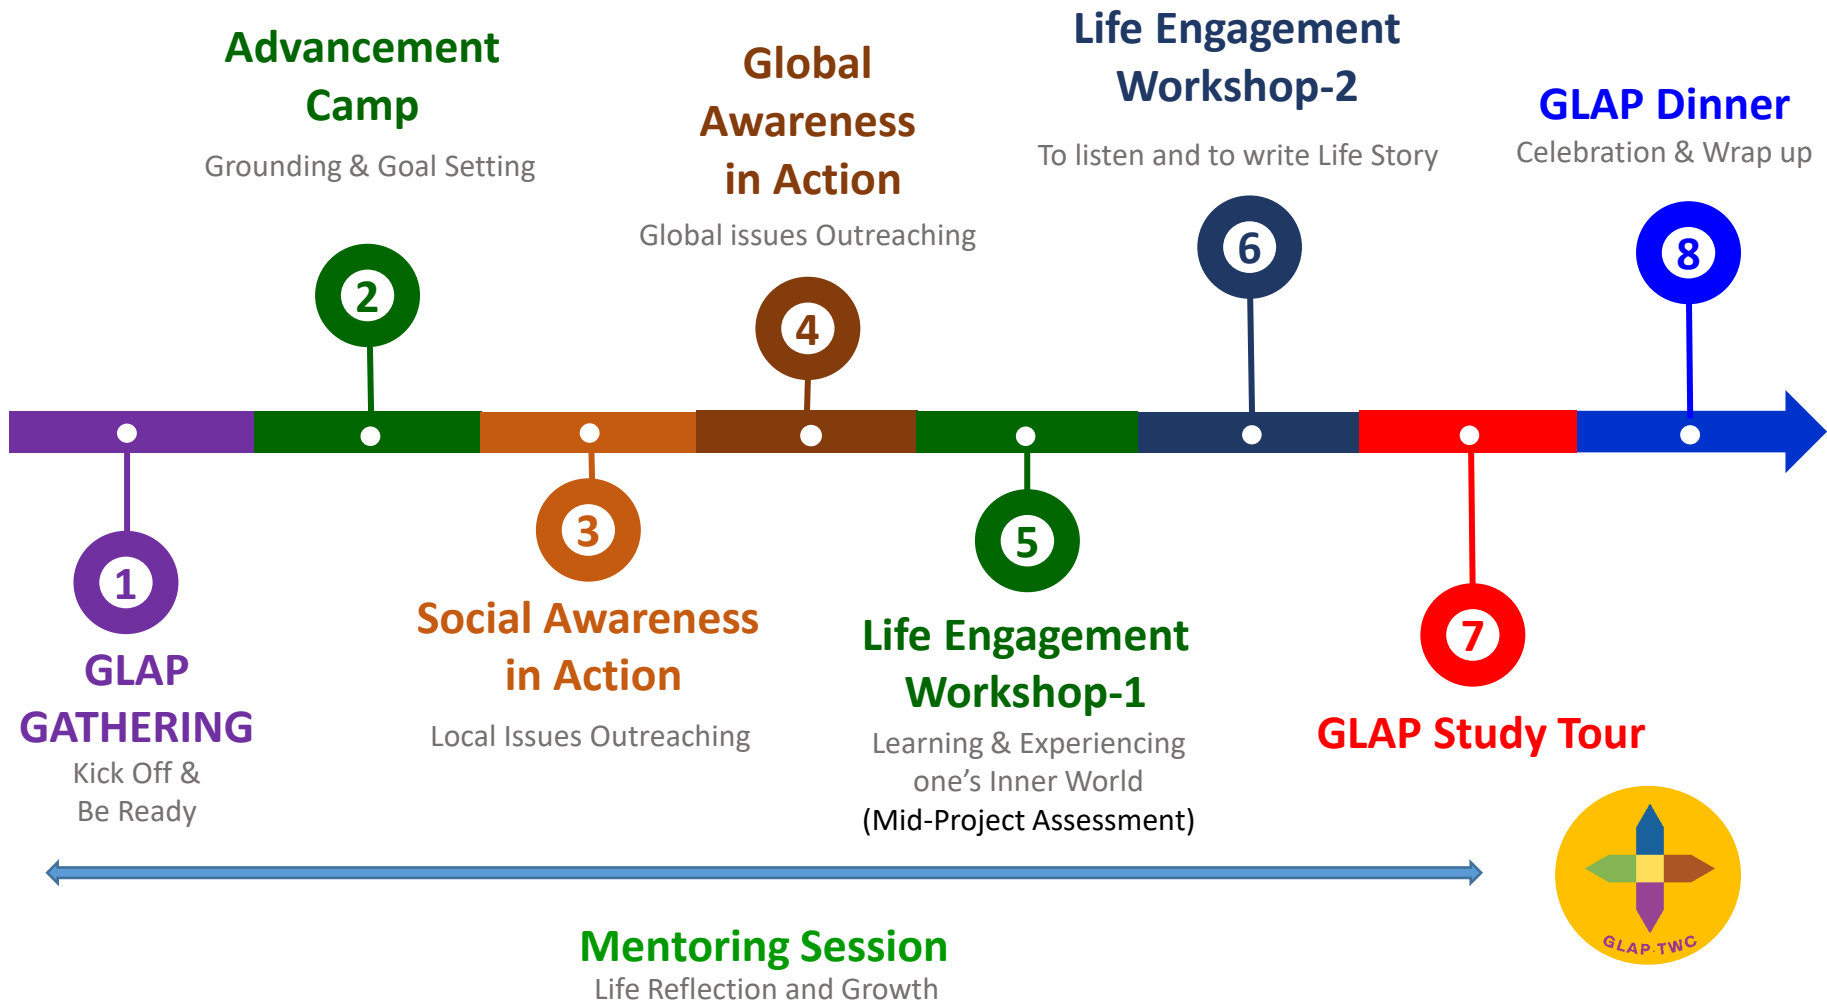 GLAP
GATHERING
Kick Off &
Be Ready
1
Advancement
Camp
Grounding & Goal Setting
2
3
Social Awareness
in Action
Local Issues Outreaching
Global
Awareness
in Action
Global issues Outreaching
4
5
Life Engagement
Workshop-1
Learning & Experiencing
one’s Inner World
(Mid-Project Assessment)
Life Engagement
Workshop-2
To listen and to write Life Story
6
7
GLAP Study Tour
GLAP Dinner
Celebration & Wrap up
8
Mentoring Session
Life Reflection and Growth
GLAP·TWC